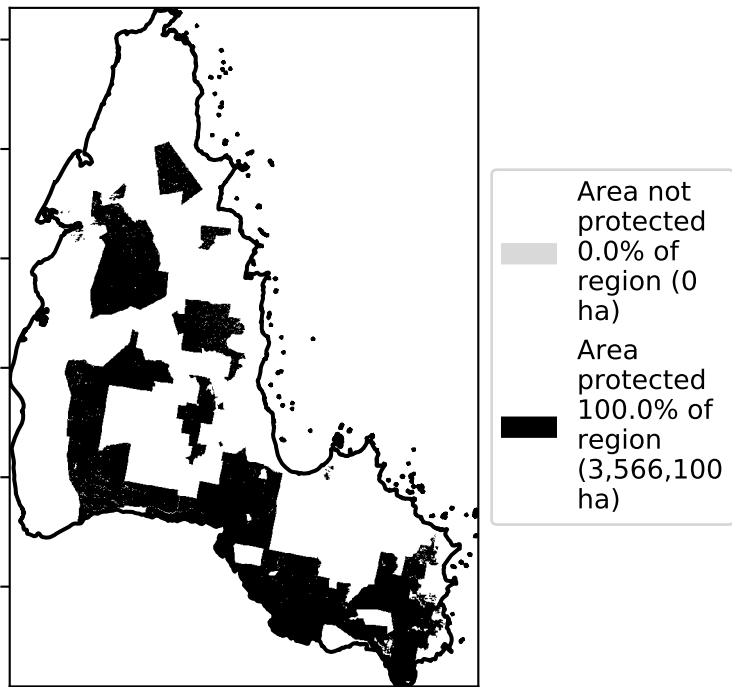 Area not
protected
0.0% of
region (0
ha)
Area
protected
100.0% of
region
(3,566,100
ha)